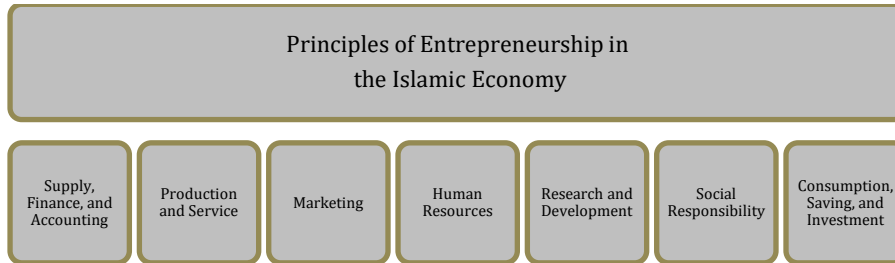 Principles of Entrepreneurship in
the Islamic Economy
Supply,
Finance, and
Accounting
Production
and Service
Marketing
Human
Resources
Research and
Development
Social
Responsibility
Consumption,
Saving, and
Investment